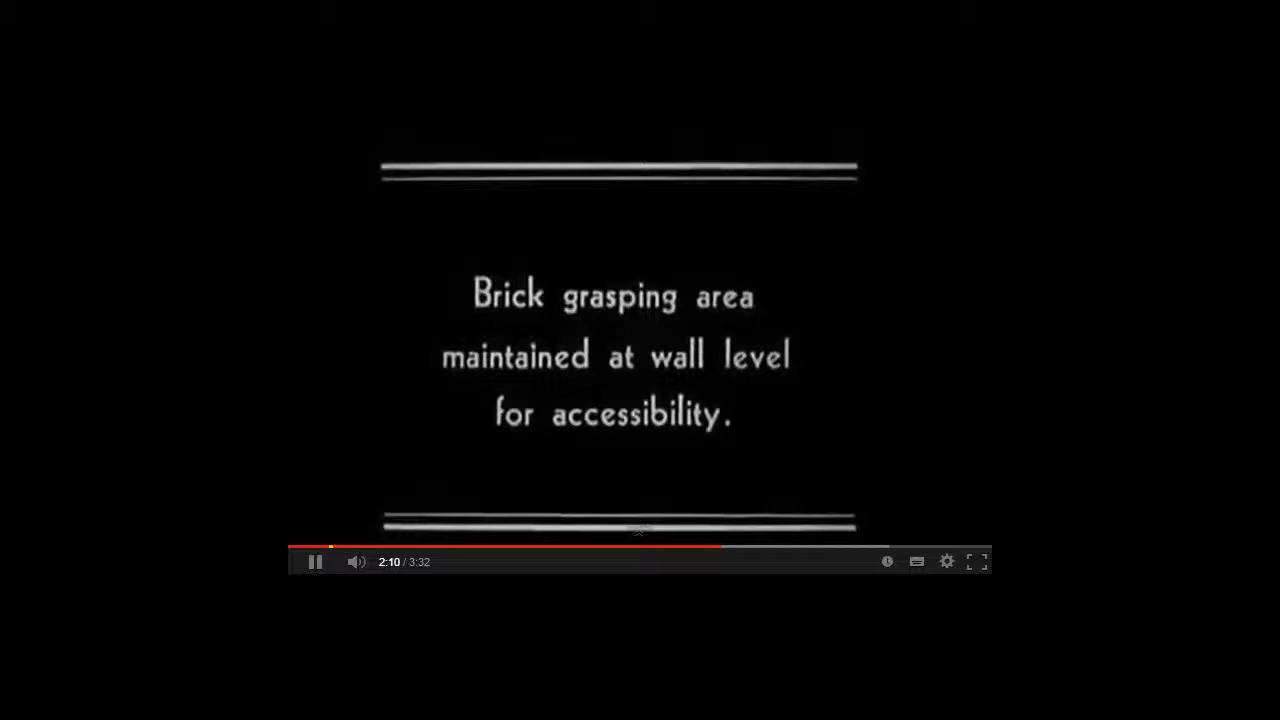 Brick grasping area
maintained at wall level
for accessibility.
2:10 / 3:32